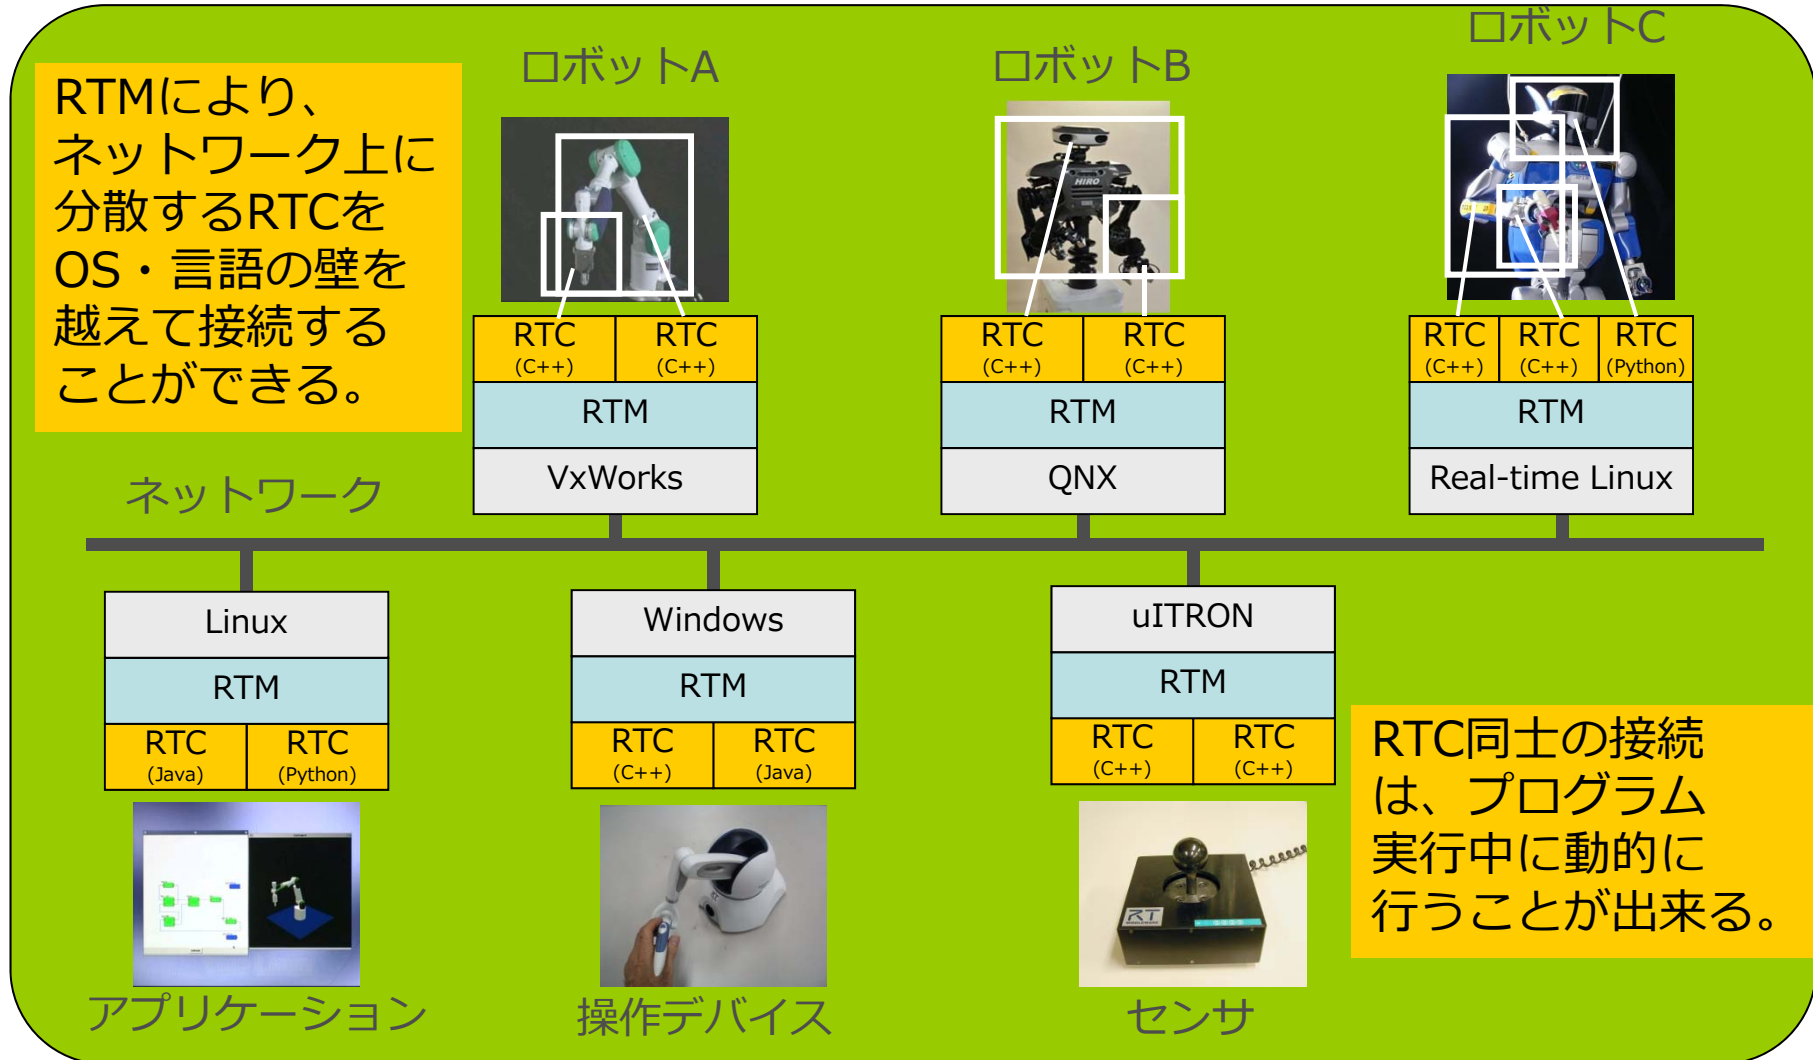 ロボットA
ロボットB
ロボットC
RTMにより、
ネットワーク上に
分散するRTCを
OS・言語の壁を
越えて接続する
ことができる。
HIRO
RTC
(C++)
RTC
(C++)
RTM
VxWorks
RTC
(C++)
RTC
(C++)
RTM
QNX
RTC
(C++)
RTC
(C++)
RTC
(Python)
RTM
Real-time Linux
ネットワーク
Linux
RTM
RTC
(Java)
RTC
(Python)
アプリケーション
Windows
RTM
RTC
(C++)
RTC
(Java)
操作デバイス
uITRON
RTM
RTC
(C++)
RTC
(C++)
RT
センサ
RTC同士の接続
は、プログラム
実行中に動的に
行うことが出来る。